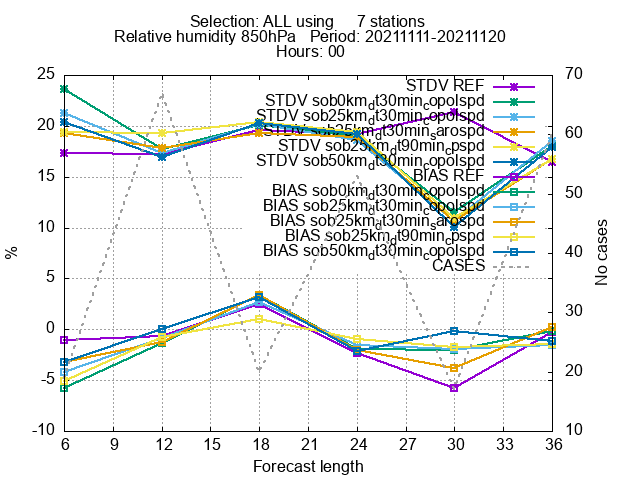 Selection: ALL using 7 stations
Relative humidity 850hPa Period: 20211111-20211120
Hours: 00
25
20
15
10
5
0
-5
-10
%
70
60
50
40
30
20
10
No cases
STDV REF
STDV sob0km_dt30min_copolspd
STDV sob25km_dt30min_copolspd
STDV sob25km_dt30min_sarospd
STDV sob25km_dt90min_cpspd
STDV sob50km_dt30min_copolspd
BIAS REF
BIAS sob0km_dt30min_copolspd
BIAS sob25km_dt30min_copolspd
BIAS sob25km_dt30min_sarospd
BIAS sob25km_dt90min_cpspd
BIAS sob50km_dt30min_copolspd
CASES
6 9 12 15 18 21 24 27 30 33 36
Forecast length